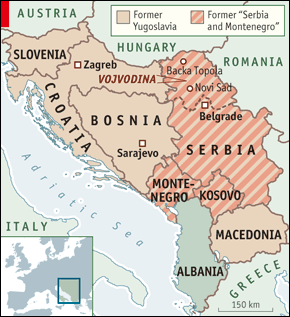 AUSTRIA
Former
Yugoslavia
Former "Serbia
and Montenegro"
HUNGARY
ROMANIA
SLOVENIA
Zagreb
VOJVODINA
Backa Topola
Novi Sad
CROATIA
BOSNIA
Belgrade
Sarajevo
SERBIA
Adriatic Sea
MONTE-
NEGRO
KOSOVO
ITALY
MACEDONIA
ALBANIA
GREECE
150 km